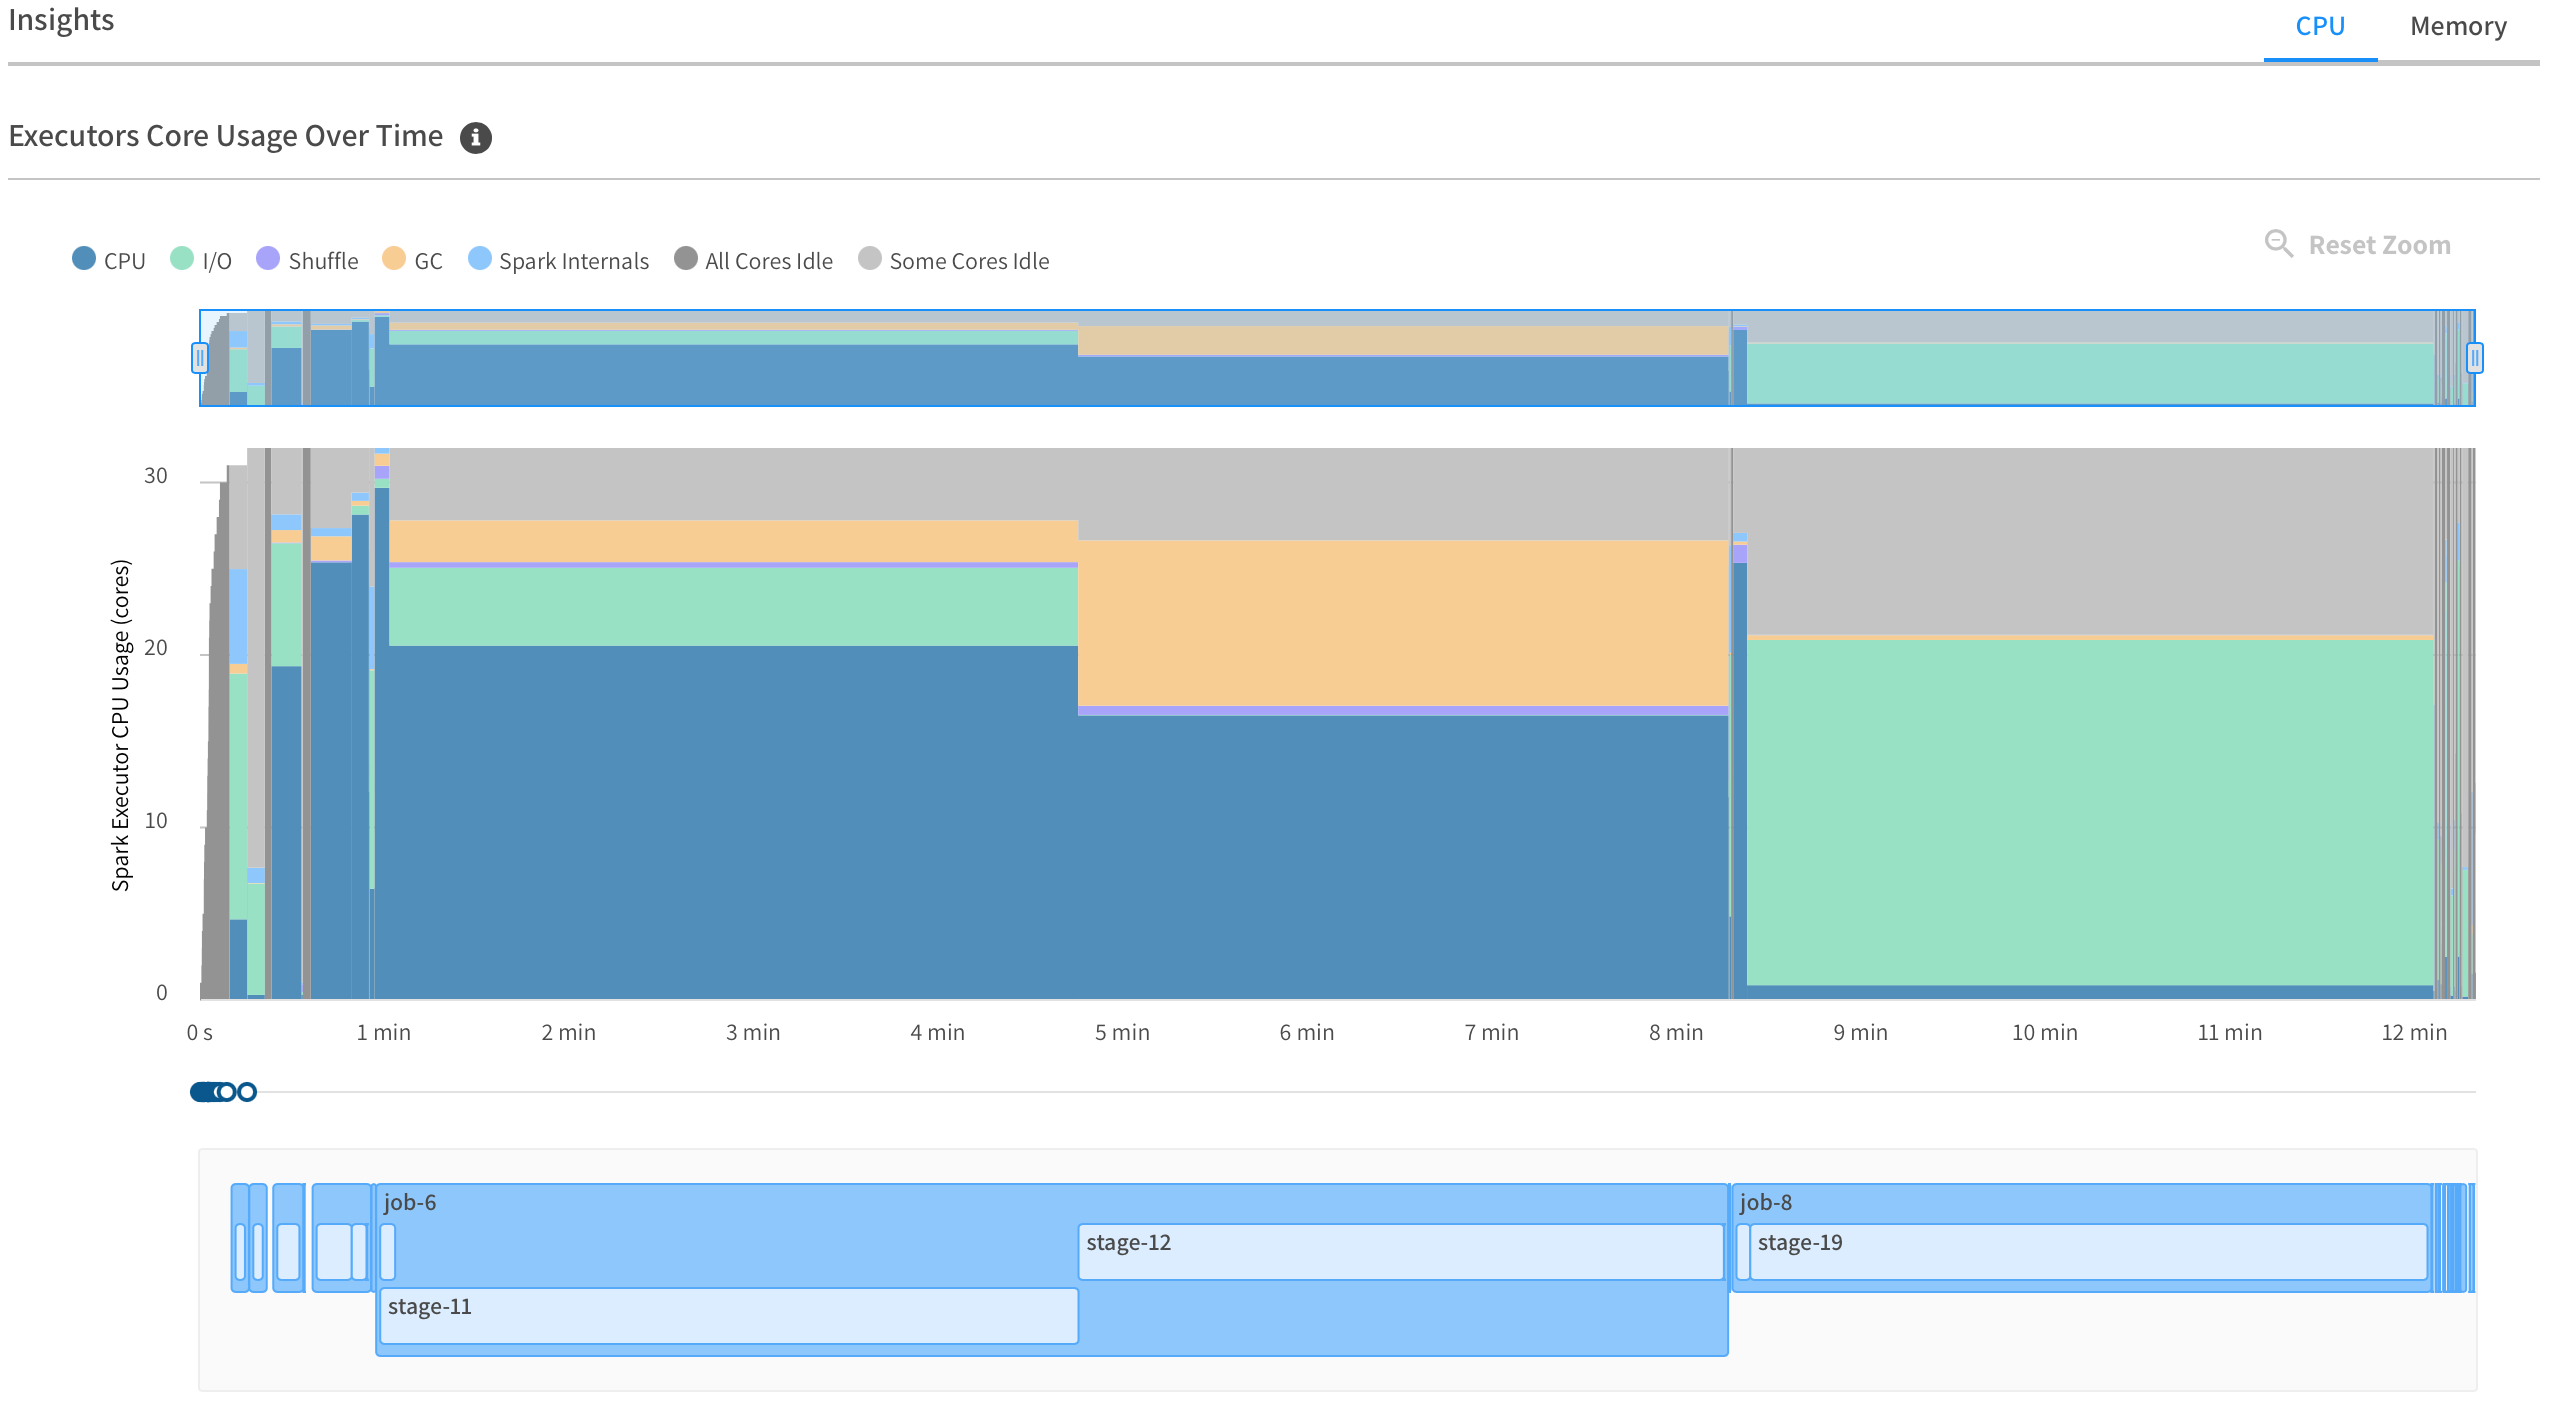 Insights
CPU Memory
Executors Core Usage Over Time
CPU I/O Shuffle GC Spark Internals All Cores Idle Some Cores Idle
Reset Zoom
Spark Executor CPU Usage (cores)
30
20
10
0
0 s 1 min 2 min 3 min 4 min 5 min 6 min 7 min 8 min 9 min 10 min 11 min 12 min
job-6 job-8
stage-12 stage-19
stage-11